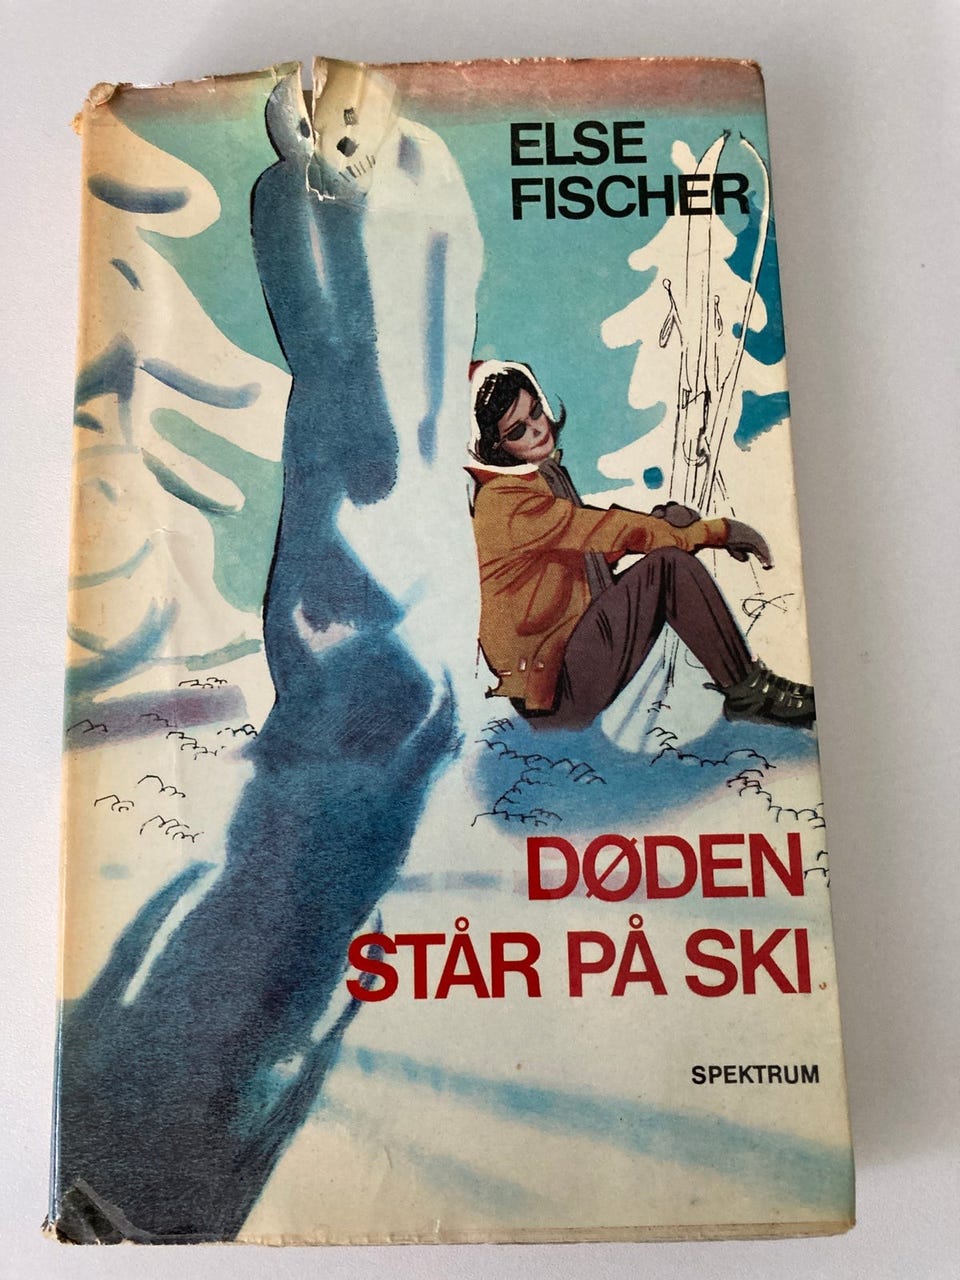 ELSE
FISCHER
DØDEN
STÅR PÅ SKI
SPEKTRUM